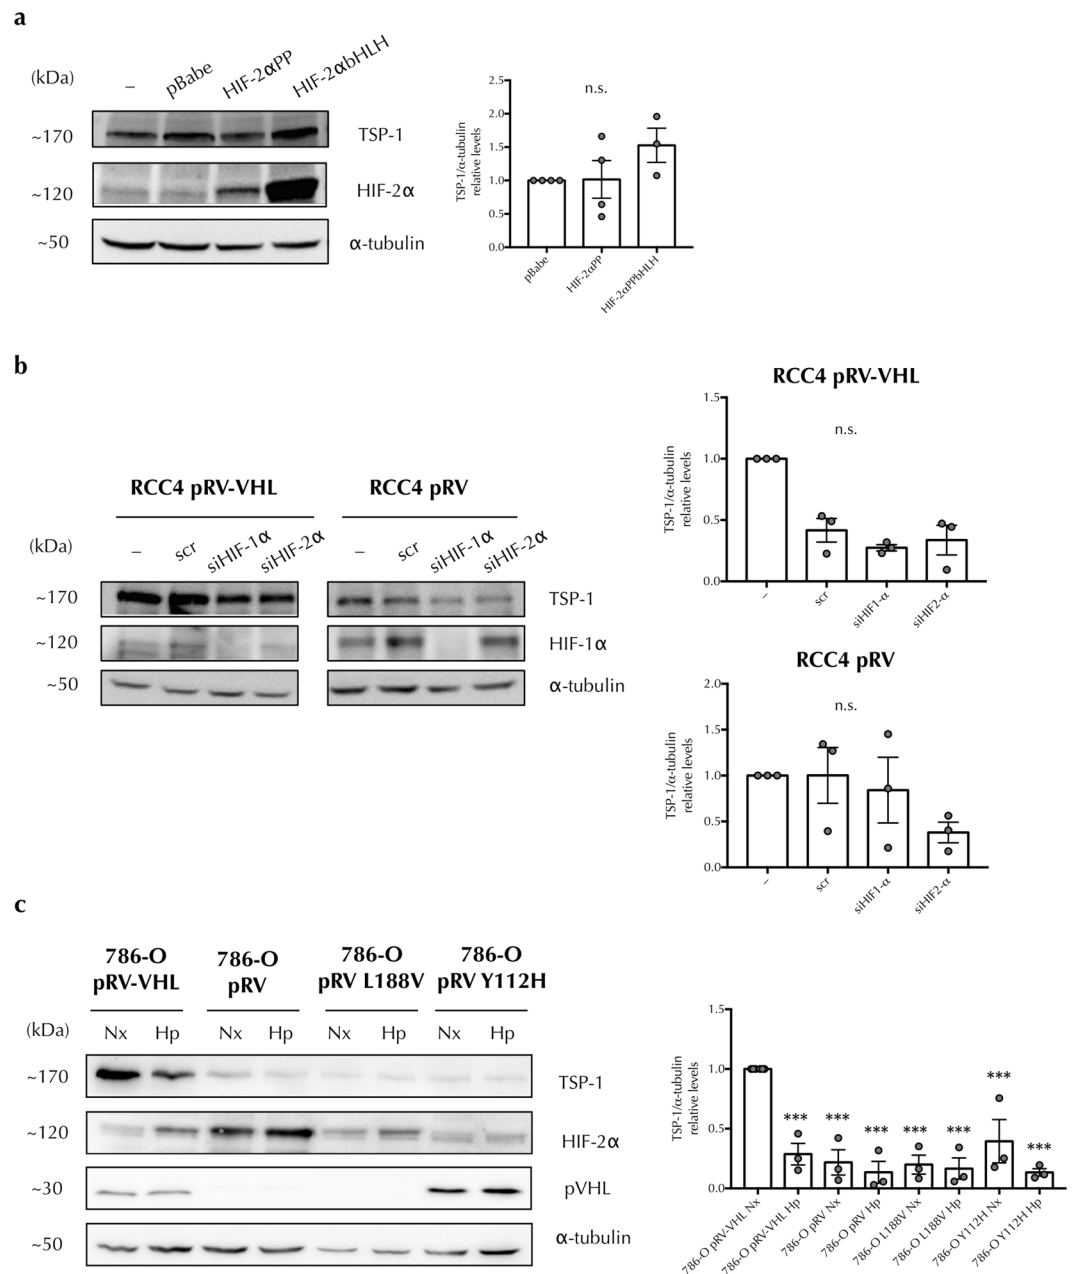 a
(kDa)
–
pBabe
HIF-2αPP
HIF-2αbHLH
~170
TSP-1
~120
HIF-2α
~50
α-tubulin
n.s.
TSP-1/α-tubulin
relative levels
2.5
2.0
1.5
1.0
0.5
0.0
pBabe
HIF-2αPP
HIF-2αPPbHLH
b
RCC4 pRV-VHL
RCC4 pRV
(kDa)
–
scr
siHIF-1α
siHIF-2α
–
scr
siHIF-1α
siHIF-2α
~170
TSP-1
~120
HIF-1α
~50
α-tubulin
RCC4 pRV-VHL
n.s.
TSP-1/α-tubulin
relative levels
1.5
1.0
0.5
0.0
–
scr
siHIF1-α
siHIF2-α
RCC4 pRV
n.s.
TSP-1/α-tubulin
relative levels
2.0
1.5
1.0
0.5
0.0
–
scr
siHIF1-α
siHIF2-α
c
786-O
pRV-VHL
786-O
pRV
786-O
pRV L188V
786-O
pRV Y112H
(kDa)
Nx
Hp
Nx
Hp
Nx
Hp
Nx
Hp
~170
TSP-1
~120
HIF-2α
~30
pVHL
~50
α-tubulin
TSP-1/α-tubulin
relative levels
1.5
1.0
0.5
0.0
***
***
***
***
***
***
***
786-O pRV-VHL Nx
786-O pRV-VHL Hp
786-O pRV Nx
786-O pRV Hp
786-O L188V Nx
786-O L188V Hp
786-O Y112H Nx
786-O Y112H Hp